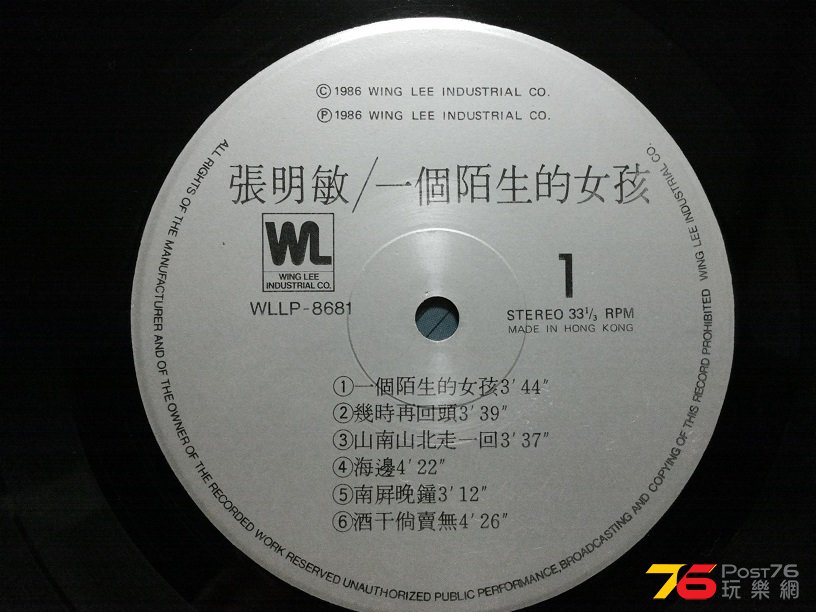 Ⓒ1986 WING LEE INDUSTRIAL CO.
Ⓟ1986 WING LEE INDUSTRIAL CO.
張明敏/一個陌生的女孩
WL
WING LEE
INDUSTRIAL CO.
WLLP-8681
1
STEREO 33⅓ RPM
MADE IN HONG KONG
①一個陌生的女孩3'44"
②幾時再回頭3'39"
③山南山北走一回3'37"
④海邊4'22"
⑤南屏晚鐘3'12"
⑥酒干倘賣無4'26"
ALL RIGHTS OF THE MANUFACTURER AND OF THE OWNER OF THE RECORDED WORK RESERVED UNAUTHORIZED PUBLIC PERFORMANCE,BROADCASTING AND COPYING OF THIS RECORD PROHIBITED WING LEE INDUSTRIAL CO.
76 POST76
玩樂網